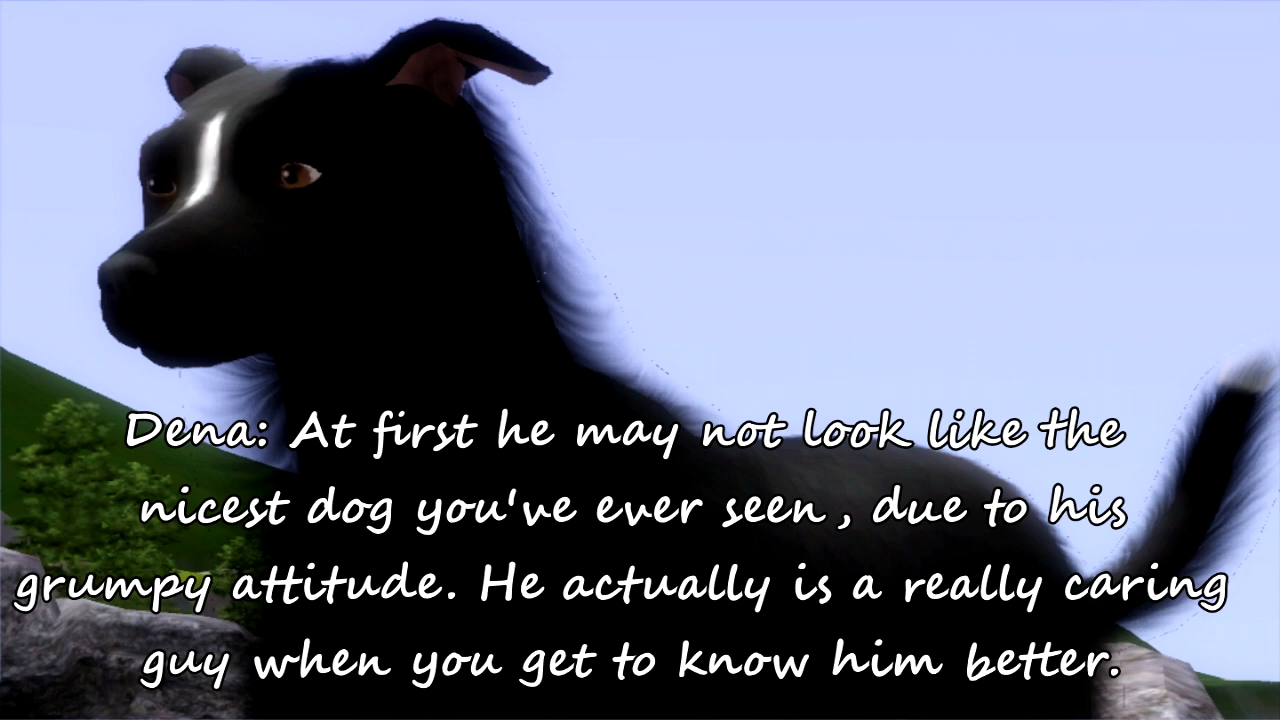 Dena: At first he may not look like the
nicest dog you've ever seen , due to his
grumpy attitude. He actually is a really caring
guy when you get to know him better.